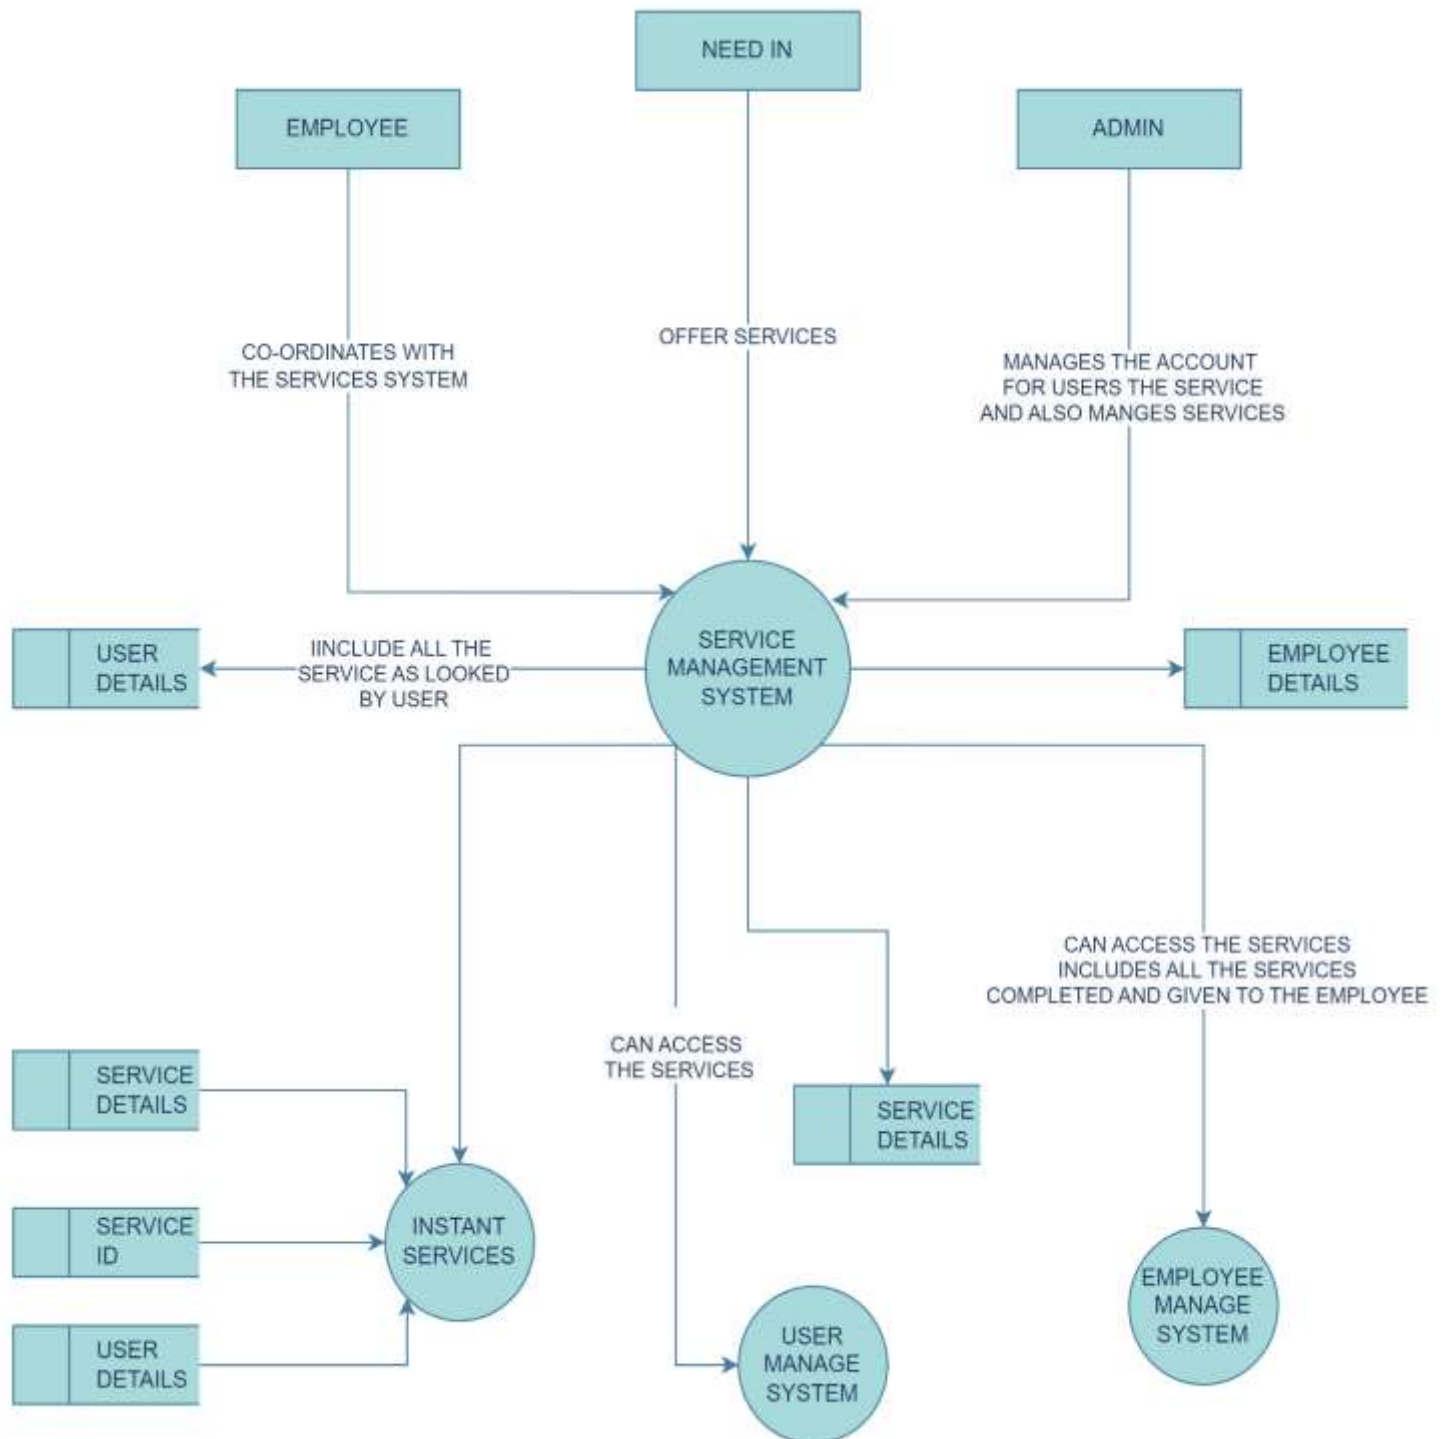 NEED IN
EMPLOYEE
ADMIN
OFFER SERVICES
CO-ORDINATES WITH
THE SERVICES SYSTEM
MANAGES THE ACCOUNT
FOR USERS THE SERVICE
AND ALSO MANGES SERVICES
USER
DETAILS
IINCLUDE ALL THE
SERVICE AS LOOKED
BY USER
SERVICE
MANAGEMENT
SYSTEM
EMPLOYEE
DETAILS
CAN ACCESS THE SERVICES
INCLUDES ALL THE SERVICES
COMPLETED AND GIVEN TO THE EMPLOYEE
CAN ACCESS
THE SERVICES
SERVICE
DETAILS
SERVICE
DETAILS
SERVICE
ID
INSTANT
SERVICES
USER
DETAILS
USER
MANAGE
SYSTEM
EMPLOYEE
MANAGE
SYSTEM